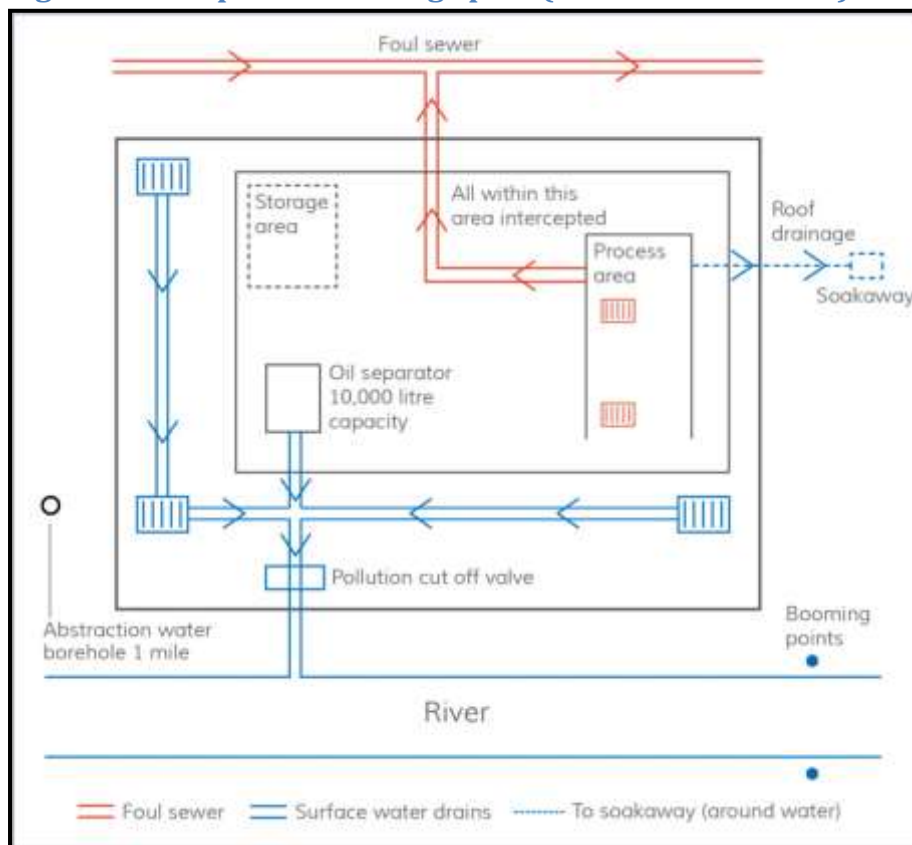 Foul sewer
All within this
area intercepted
Storage
area
Roof
drainage
Process
area
Soakaway
Oil separator
10,000 litre
capacity
Pollution cut off valve
Abstraction water
borehole 1 mile
Booming
points
River
Foul sewer
Surface water drains
To soakaway (around water)